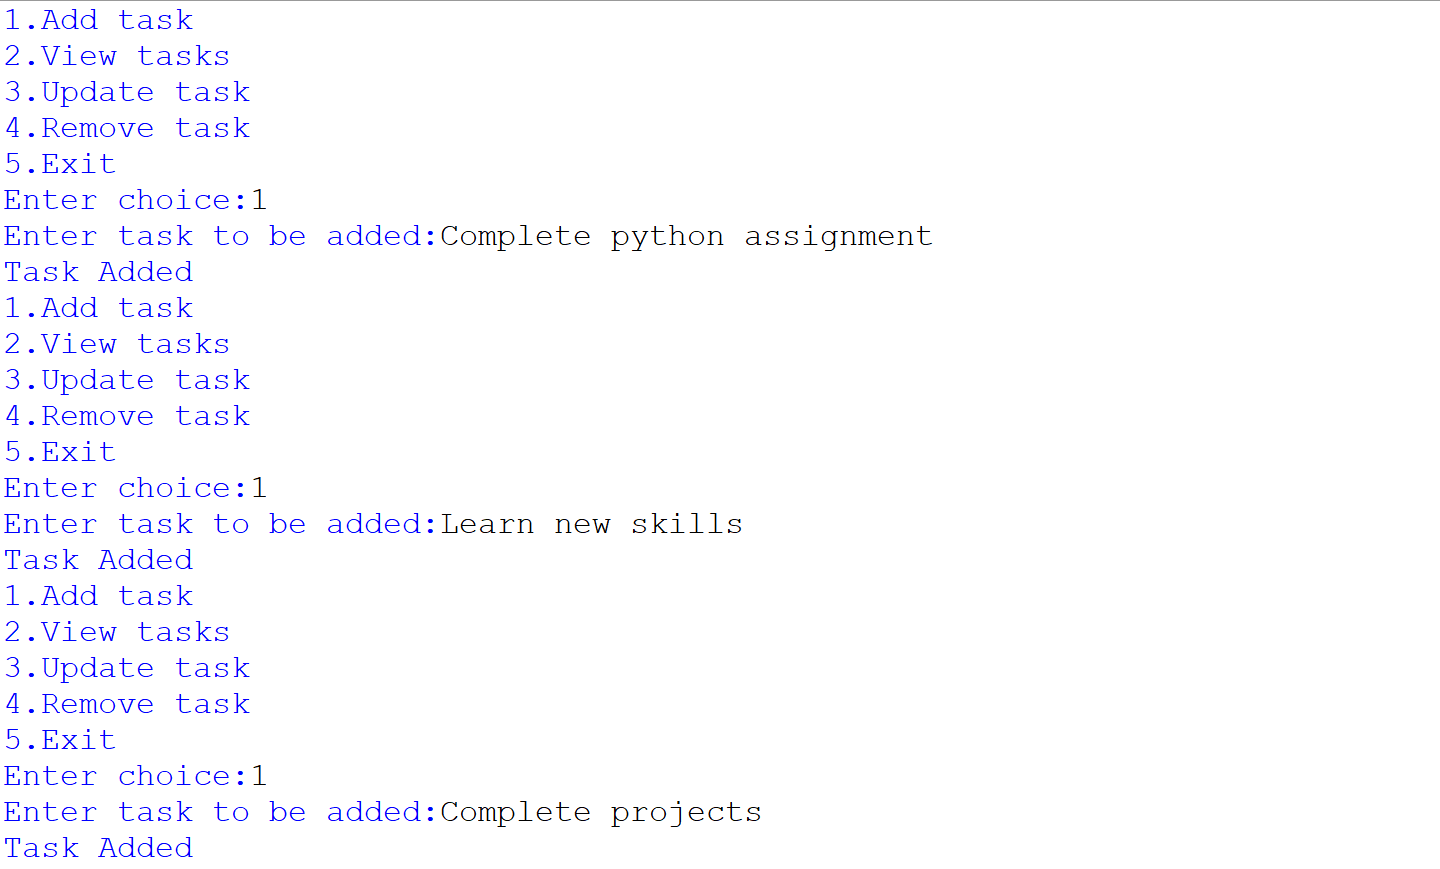 1.Add task
2.View tasks
3.Update task
4.Remove task
5.Exit
Enter choice:1
Enter task to be added:Complete python assignment
Task Added
1.Add task
2.View tasks
3.Update task
4.Remove task
5.Exit
Enter choice:1
Enter task to be added:Learn new skills
Task Added
1.Add task
2.View tasks
3.Update task
4.Remove task
5.Exit
Enter choice:1
Enter task to be added:Complete projects
Task Added